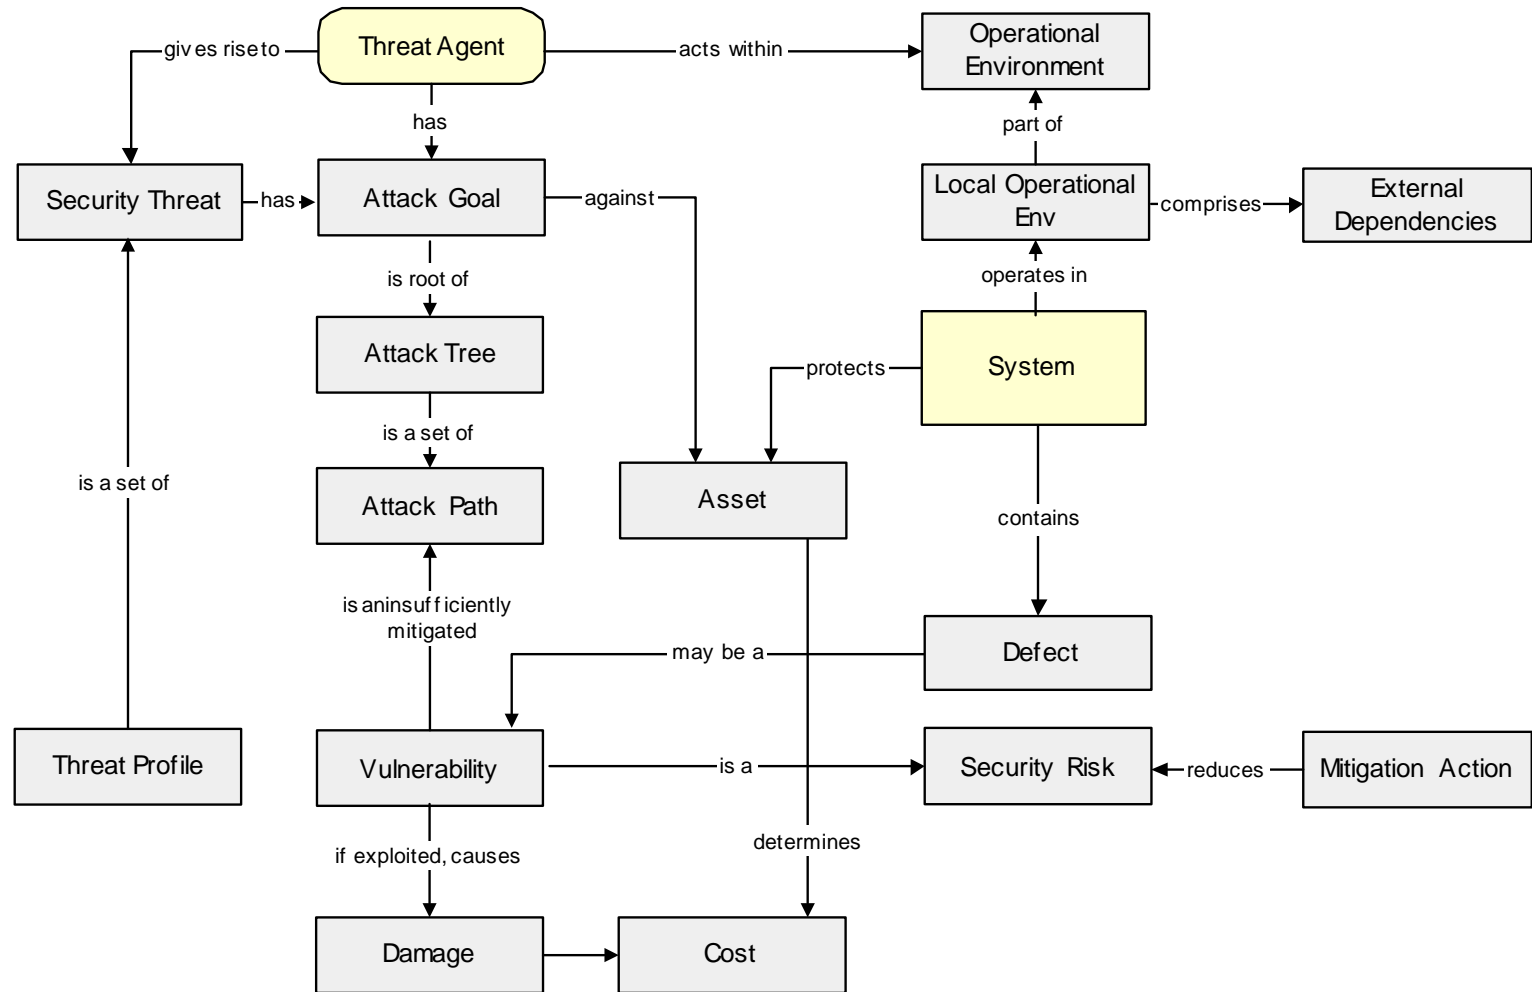 gives rise to
Threat Agent
acts within
Operational
Environment
has
part of
Security Threat
has
Attack Goal
against
Local Operational
Env
comprises
External
Dependencies
is root of
operates in
Attack Tree
protects
System
is a set of
is a set of
Attack Path
Asset
contains
is an insufficiently
mitigated
may be a
Defect
Threat Profile
Vulnerability
is a
Security Risk
reduces
Mitigation Action
if exploited, causes
determines
Damage
Cost